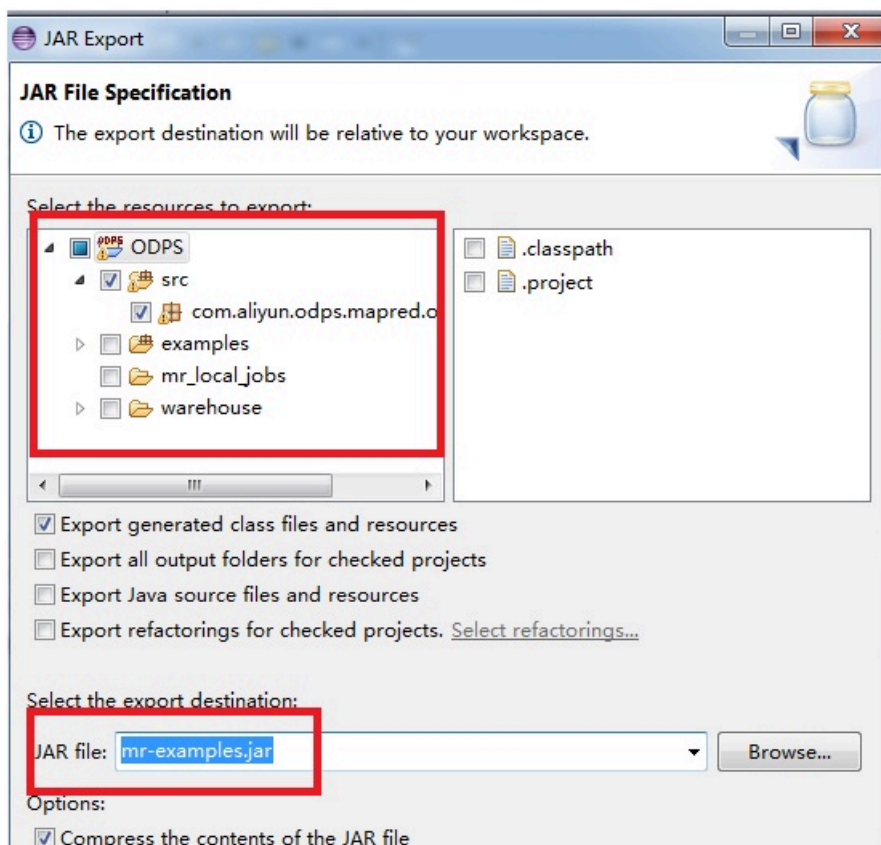 JAR Export
JAR File Specification
The export destination will be relative to your workspace.
Select the resources to export:
ODPS
src
com.aliyun.odps.mapred.o
examples
mr_local_jobs
warehouse
.classpath
.project
Export generated class files and resources
Export all output folders for checked projects
Export Java source files and resources
Export refactorings for checked projects. Select refactorings...
Select the export destination:
JAR file: mr-examples.jar Browse...
Options:
Compress the contents of the JAR file